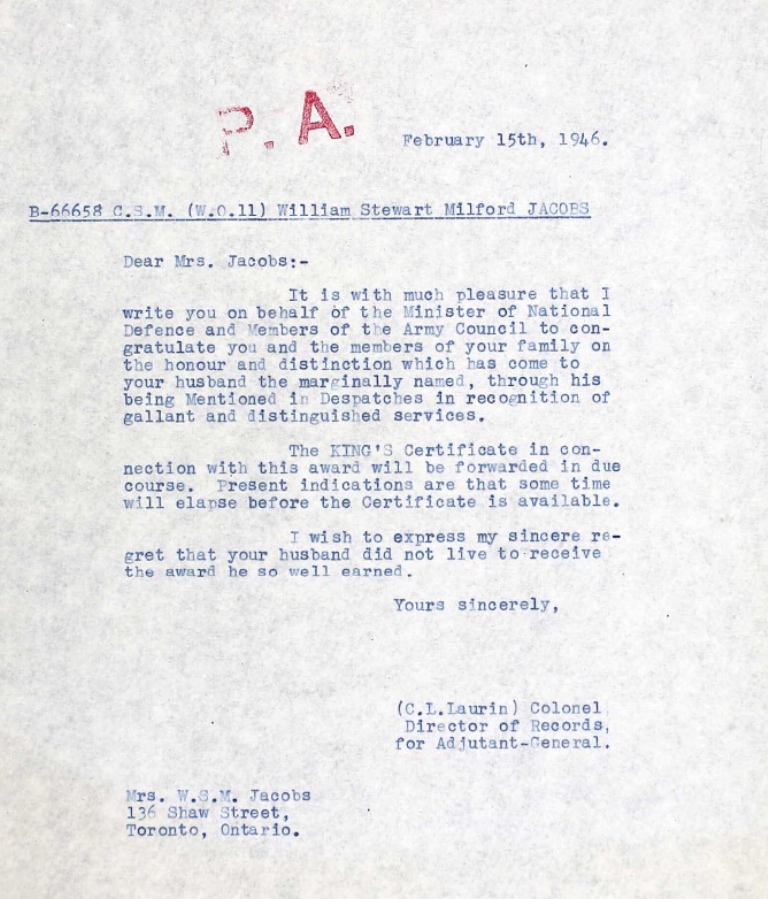 P. A.
February 15th, 1946.
B-66658 C.S.M. (W.O.11) William Stewart Milford JACOBS
Dear Mrs. Jacobs:-
It is with much pleasure that I
write you on behalf of the Minister of National
Defence and Members of the Army Council to con-
gratulate you and the members of your family on
the honour and distinction which has come to
your husband the marginally named, through his
being Mentioned in Despatches in recognition of
gallant and distinguished services.
The KING'S Certificate in con-
nection with this award will be forwarded in due
course.  Present indications are that some time
will elapse before the Certificate is available.
I wish to express my sincere re-
gret that your husband did not live to receive
the award he so well earned.
Yours sincerely,
(C.L.Laurin) Colonel
Director of Records,
for Adjutant-General.
Mrs. W.S.M. Jacobs
136 Shaw Street,
Toronto, Ontario.